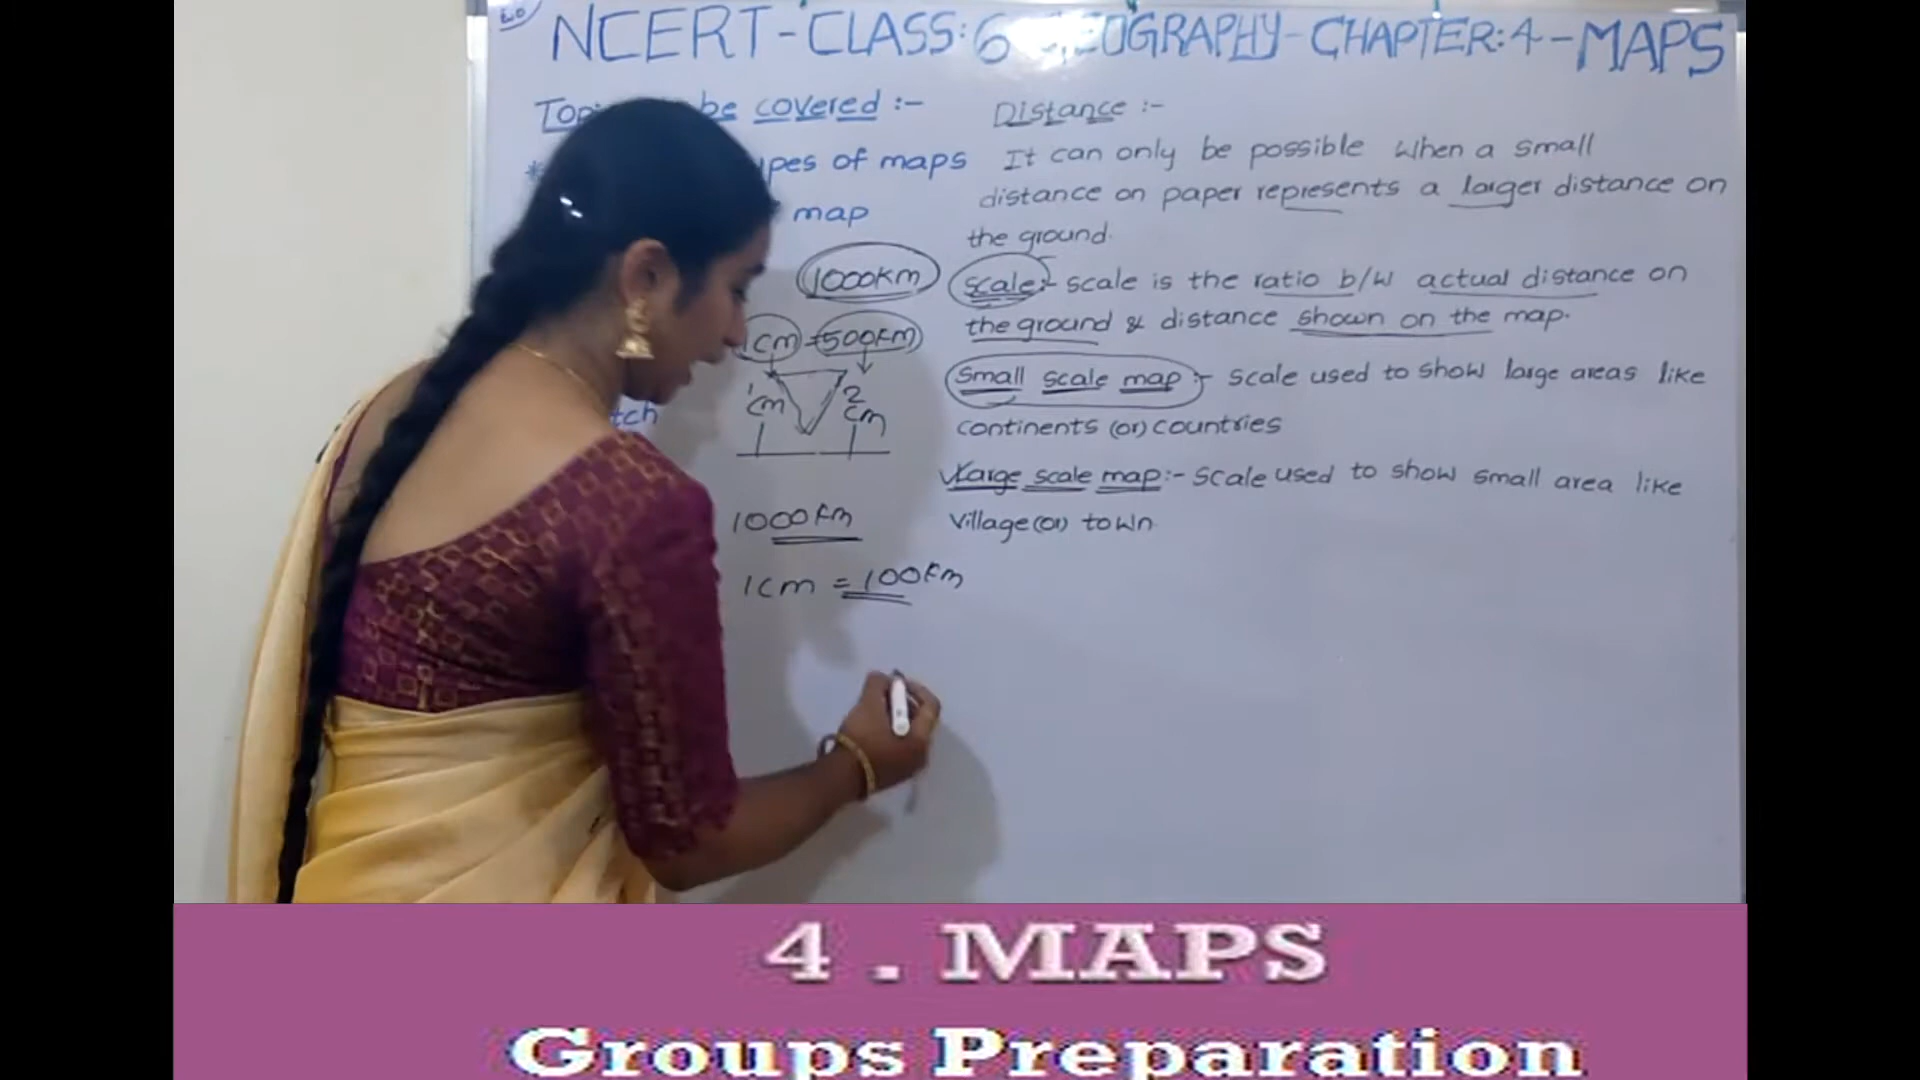 NCERT-CLASS:6 GEOGRAPHY-CHAPTER:4-MAPS
be covered :-
of maps
map
1000km
1cm =500km
1 cm
2 cm
1000km
1cm = 100km
Distance :-
It can only be possible when a small
distance on paper represents a larger distance on
the ground.
scale:- scale is the ratio b/w actual distance on
the ground & distance shown on the map.
small scale map :- scale used to show large areas like
continents (or) countries
Large scale map:- scale used to show small area like
village (or) town
4 . MAPS
Groups Preparation